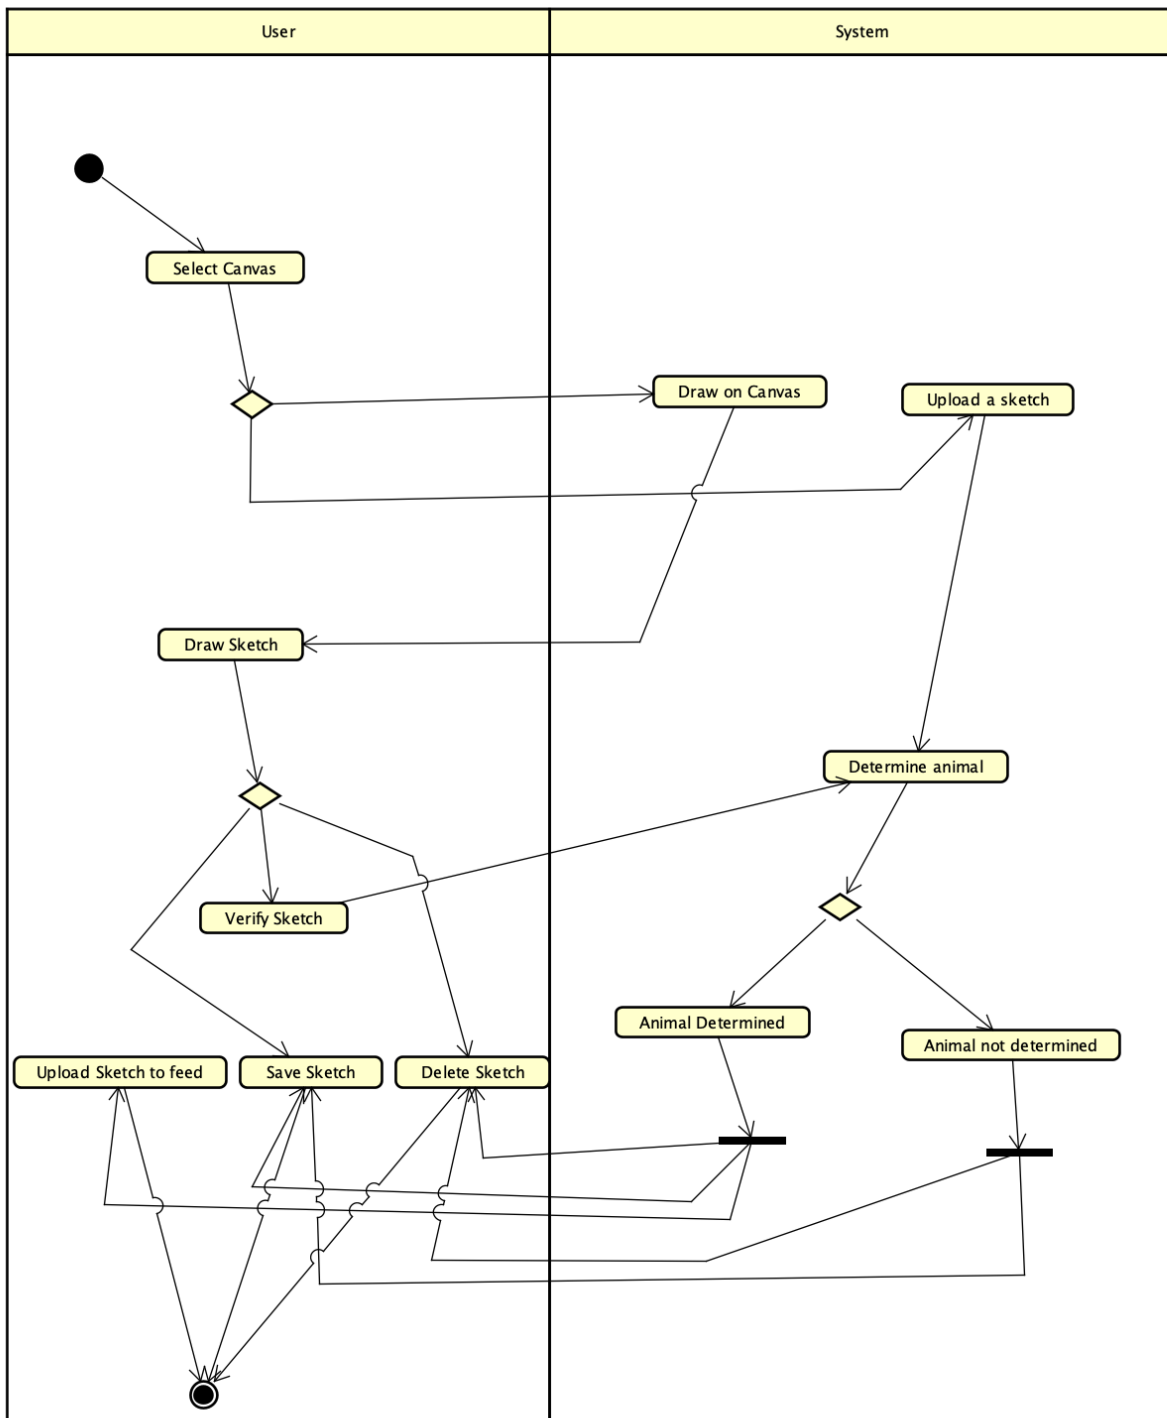 User
System
Select Canvas
Draw on Canvas
Upload a sketch
Draw Sketch
Determine animal
Verify Sketch
Animal Determined
Animal not determined
Upload Sketch to feed
Save Sketch
Delete Sketch